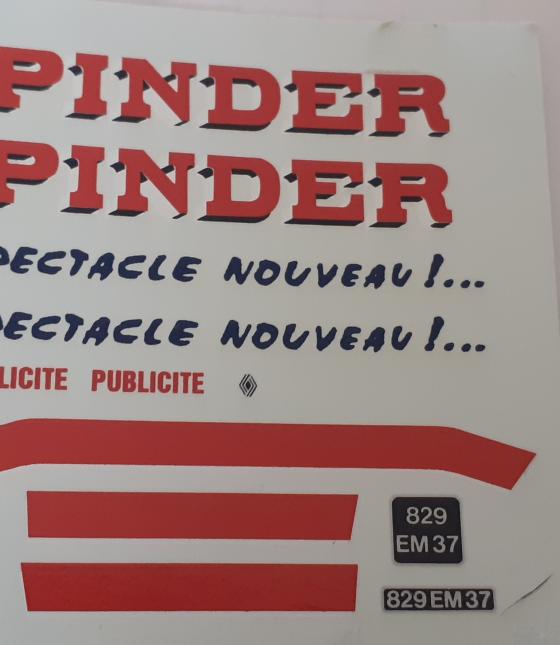 PINDER
PINDER
PECTACLE NOUVEAU !...
PECTACLE NOUVEAU !...
LICITE PUBLICITE
829
EM 37
829 EM 37